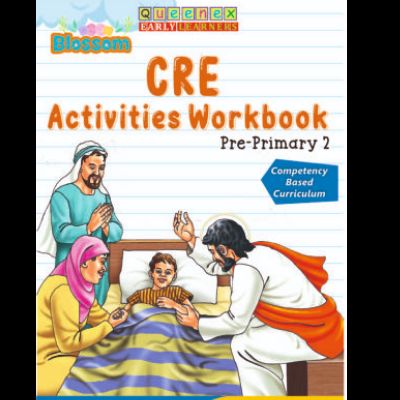 Queenex
EARLY LEARNERS
Blossom
CRE
Activities Workbook
Pre-Primary 2
Competency
Based
Curriculum